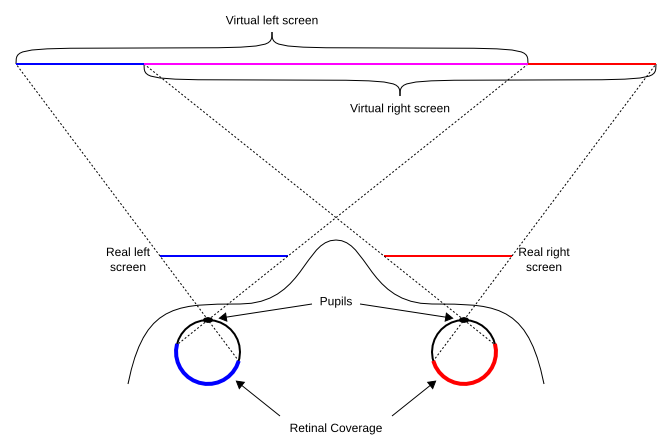 Virtual left screen
Virtual right screen
Real left
screen
Real right
screen
Pupils
Retinal Coverage